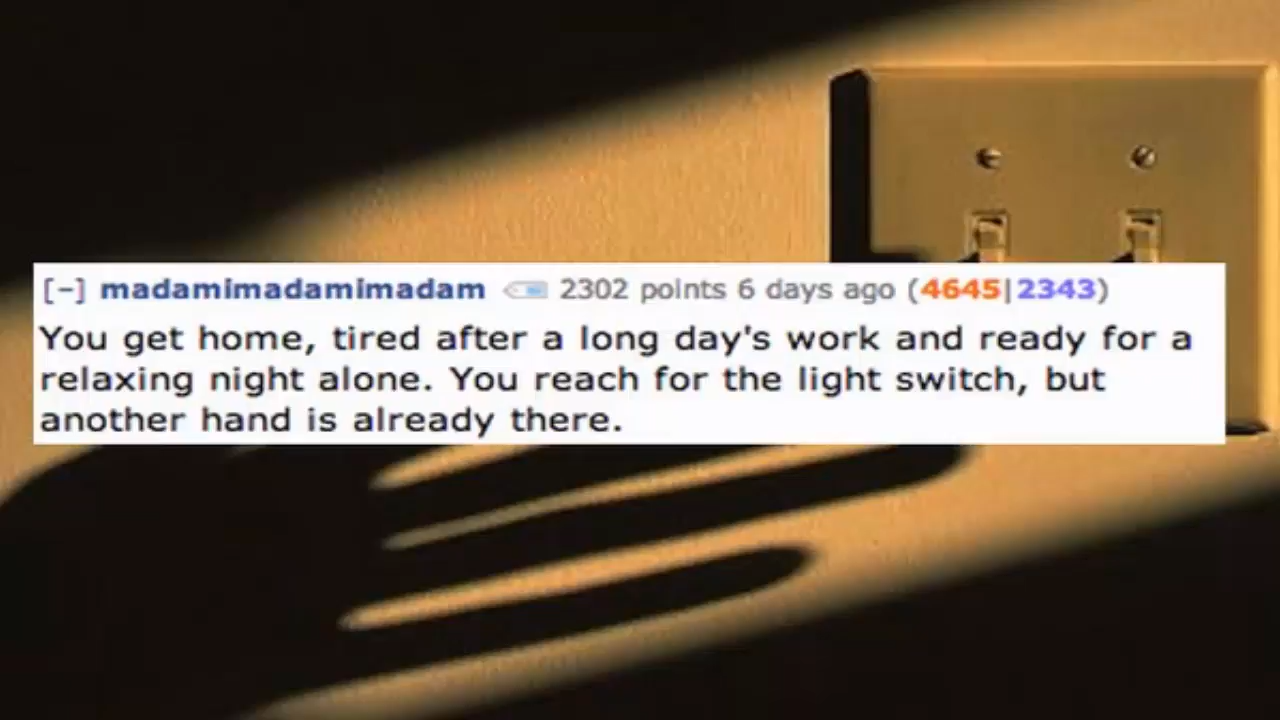 [-] madamimadamimadam 2302 points 6 days ago (4645|2343)
You get home, tired after a long day's work and ready for a
relaxing night alone. You reach for the light switch, but
another hand is already there.